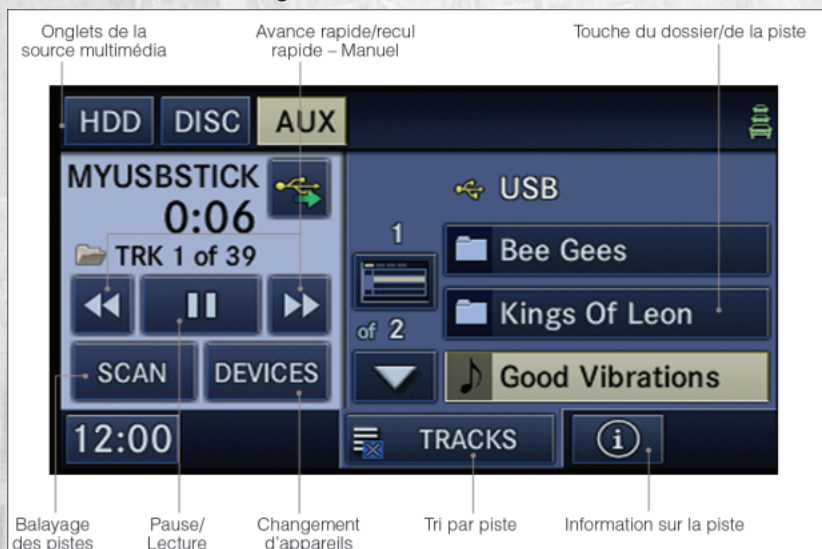 Onglets de la
source multimédia
Avance rapide/recul
rapide – Manuel
Touche du dossier/de la piste
HDD DISC AUX
MYUSBSTICK
0:06
TRK 1 of 39
SCAN DEVICES
12:00
USB
1
of 2
Bee Gees
Kings Of Leon
Good Vibrations
TRACKS
i
Balayage
des pistes
Pause/
Lecture
Changement
d'appareils
Tri par piste
Information sur la piste